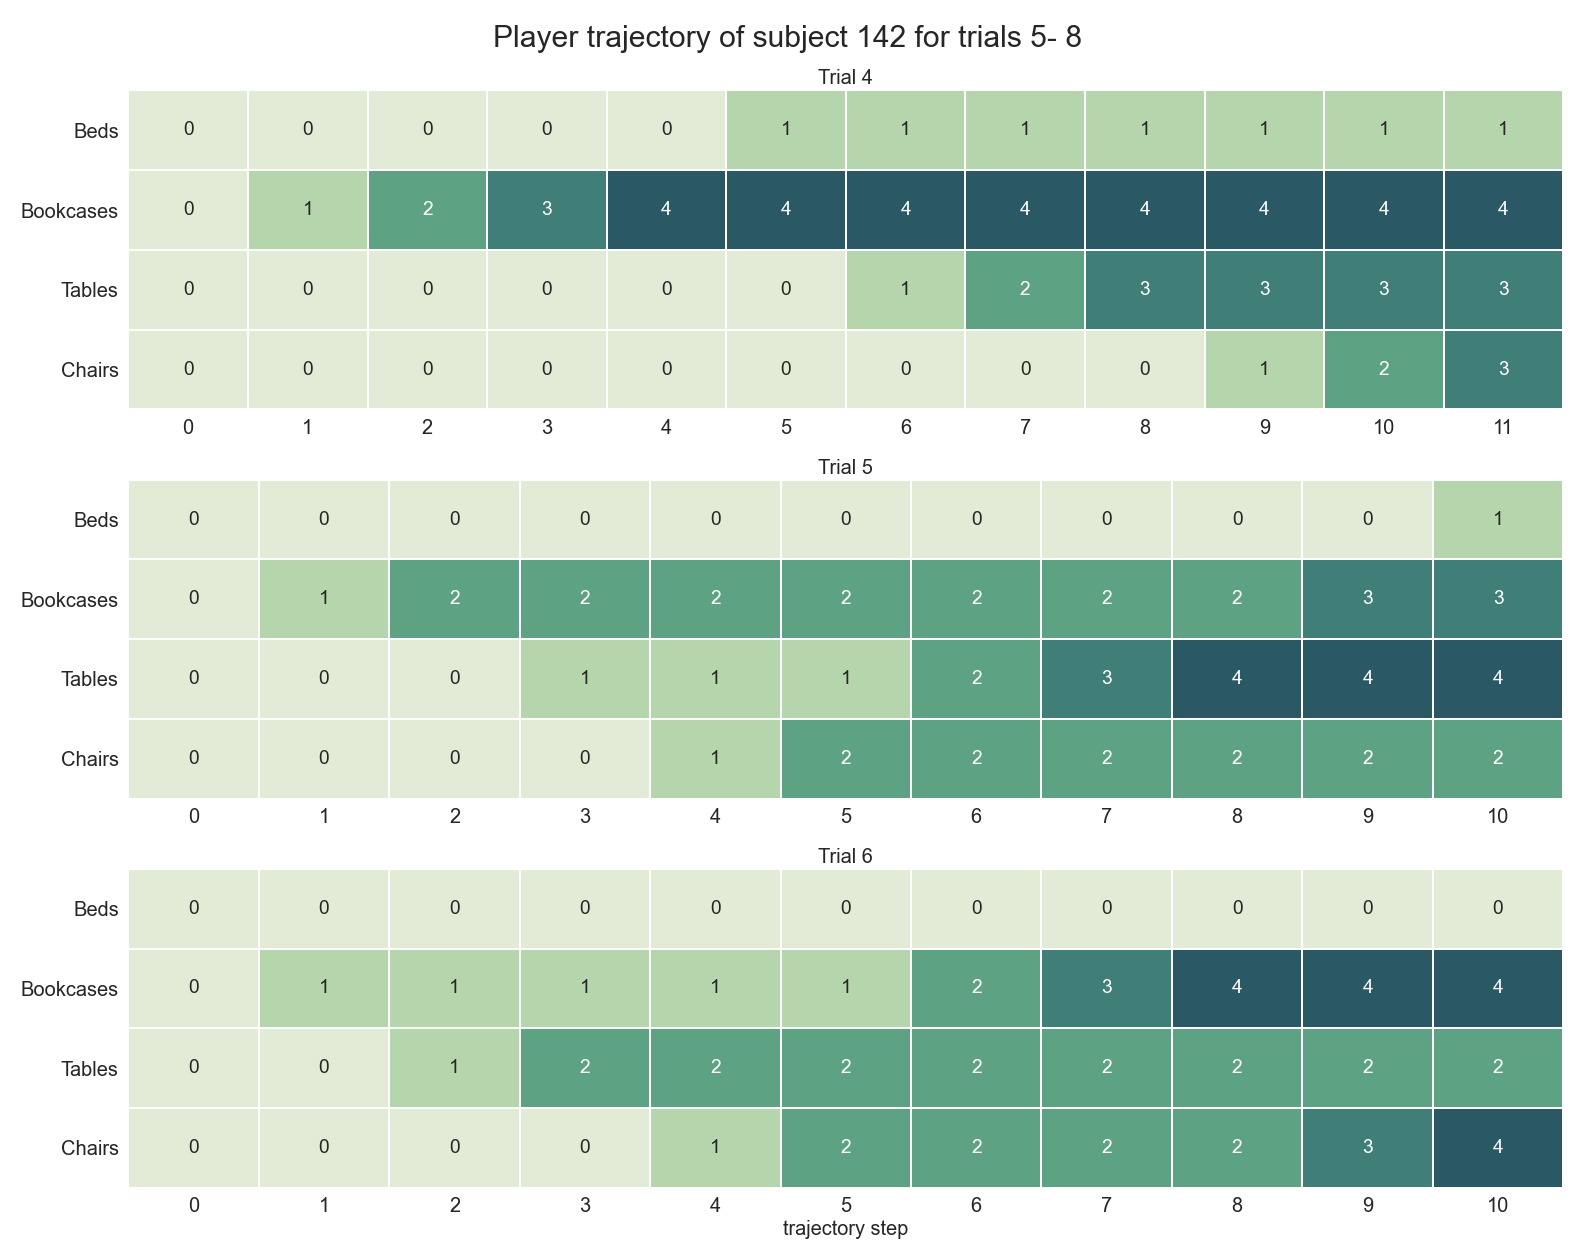 Player trajectory of subject 142 for trials 5- 8
Trial 4
Beds 0 0 0 0 0 1 1 1 1 1 1 1
Bookcases 0 1 2 3 4 4 4 4 4 4 4 4
Tables 0 0 0 0 0 0 1 2 3 3 3 3
Chairs 0 0 0 0 0 0 0 0 0 1 2 3
0 1 2 3 4 5 6 7 8 9 10 11
Trial 5
Beds 0 0 0 0 0 0 0 0 0 0 1
Bookcases 0 1 2 2 2 2 2 2 2 3 3
Tables 0 0 0 1 1 1 2 3 4 4 4
Chairs 0 0 0 0 1 2 2 2 2 2 2
0 1 2 3 4 5 6 7 8 9 10
Trial 6
Beds 0 0 0 0 0 0 0 0 0 0 0
Bookcases 0 1 1 1 1 1 2 3 4 4 4
Tables 0 0 1 2 2 2 2 2 2 2 2
Chairs 0 0 0 0 1 2 2 2 2 3 4
0 1 2 3 4 5 6 7 8 9 10
trajectory step